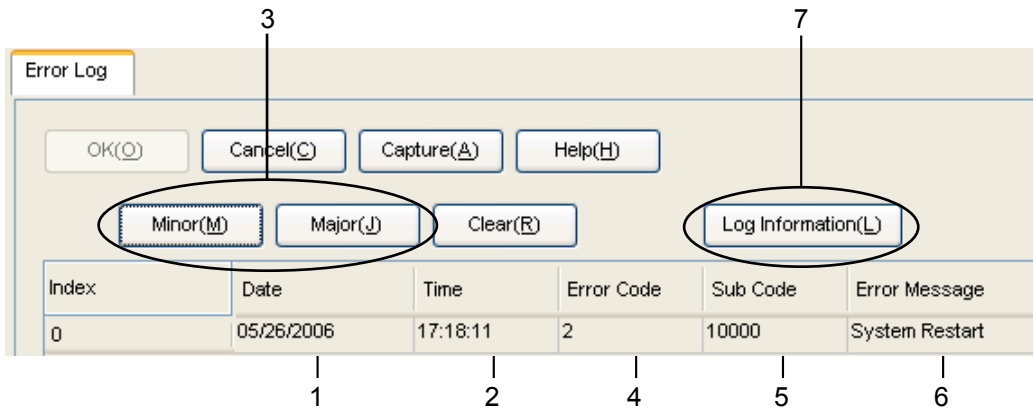 3 7
Error Log
OK(O) Cancel(C) Capture(A) Help(H)
Minor(M) Major(J) Clear(R) Log Information(L)
Index Date Time Error Code Sub Code Error Message
0 05/26/2006 17:18:11 2 10000 System Restart
1 2 4 5 6